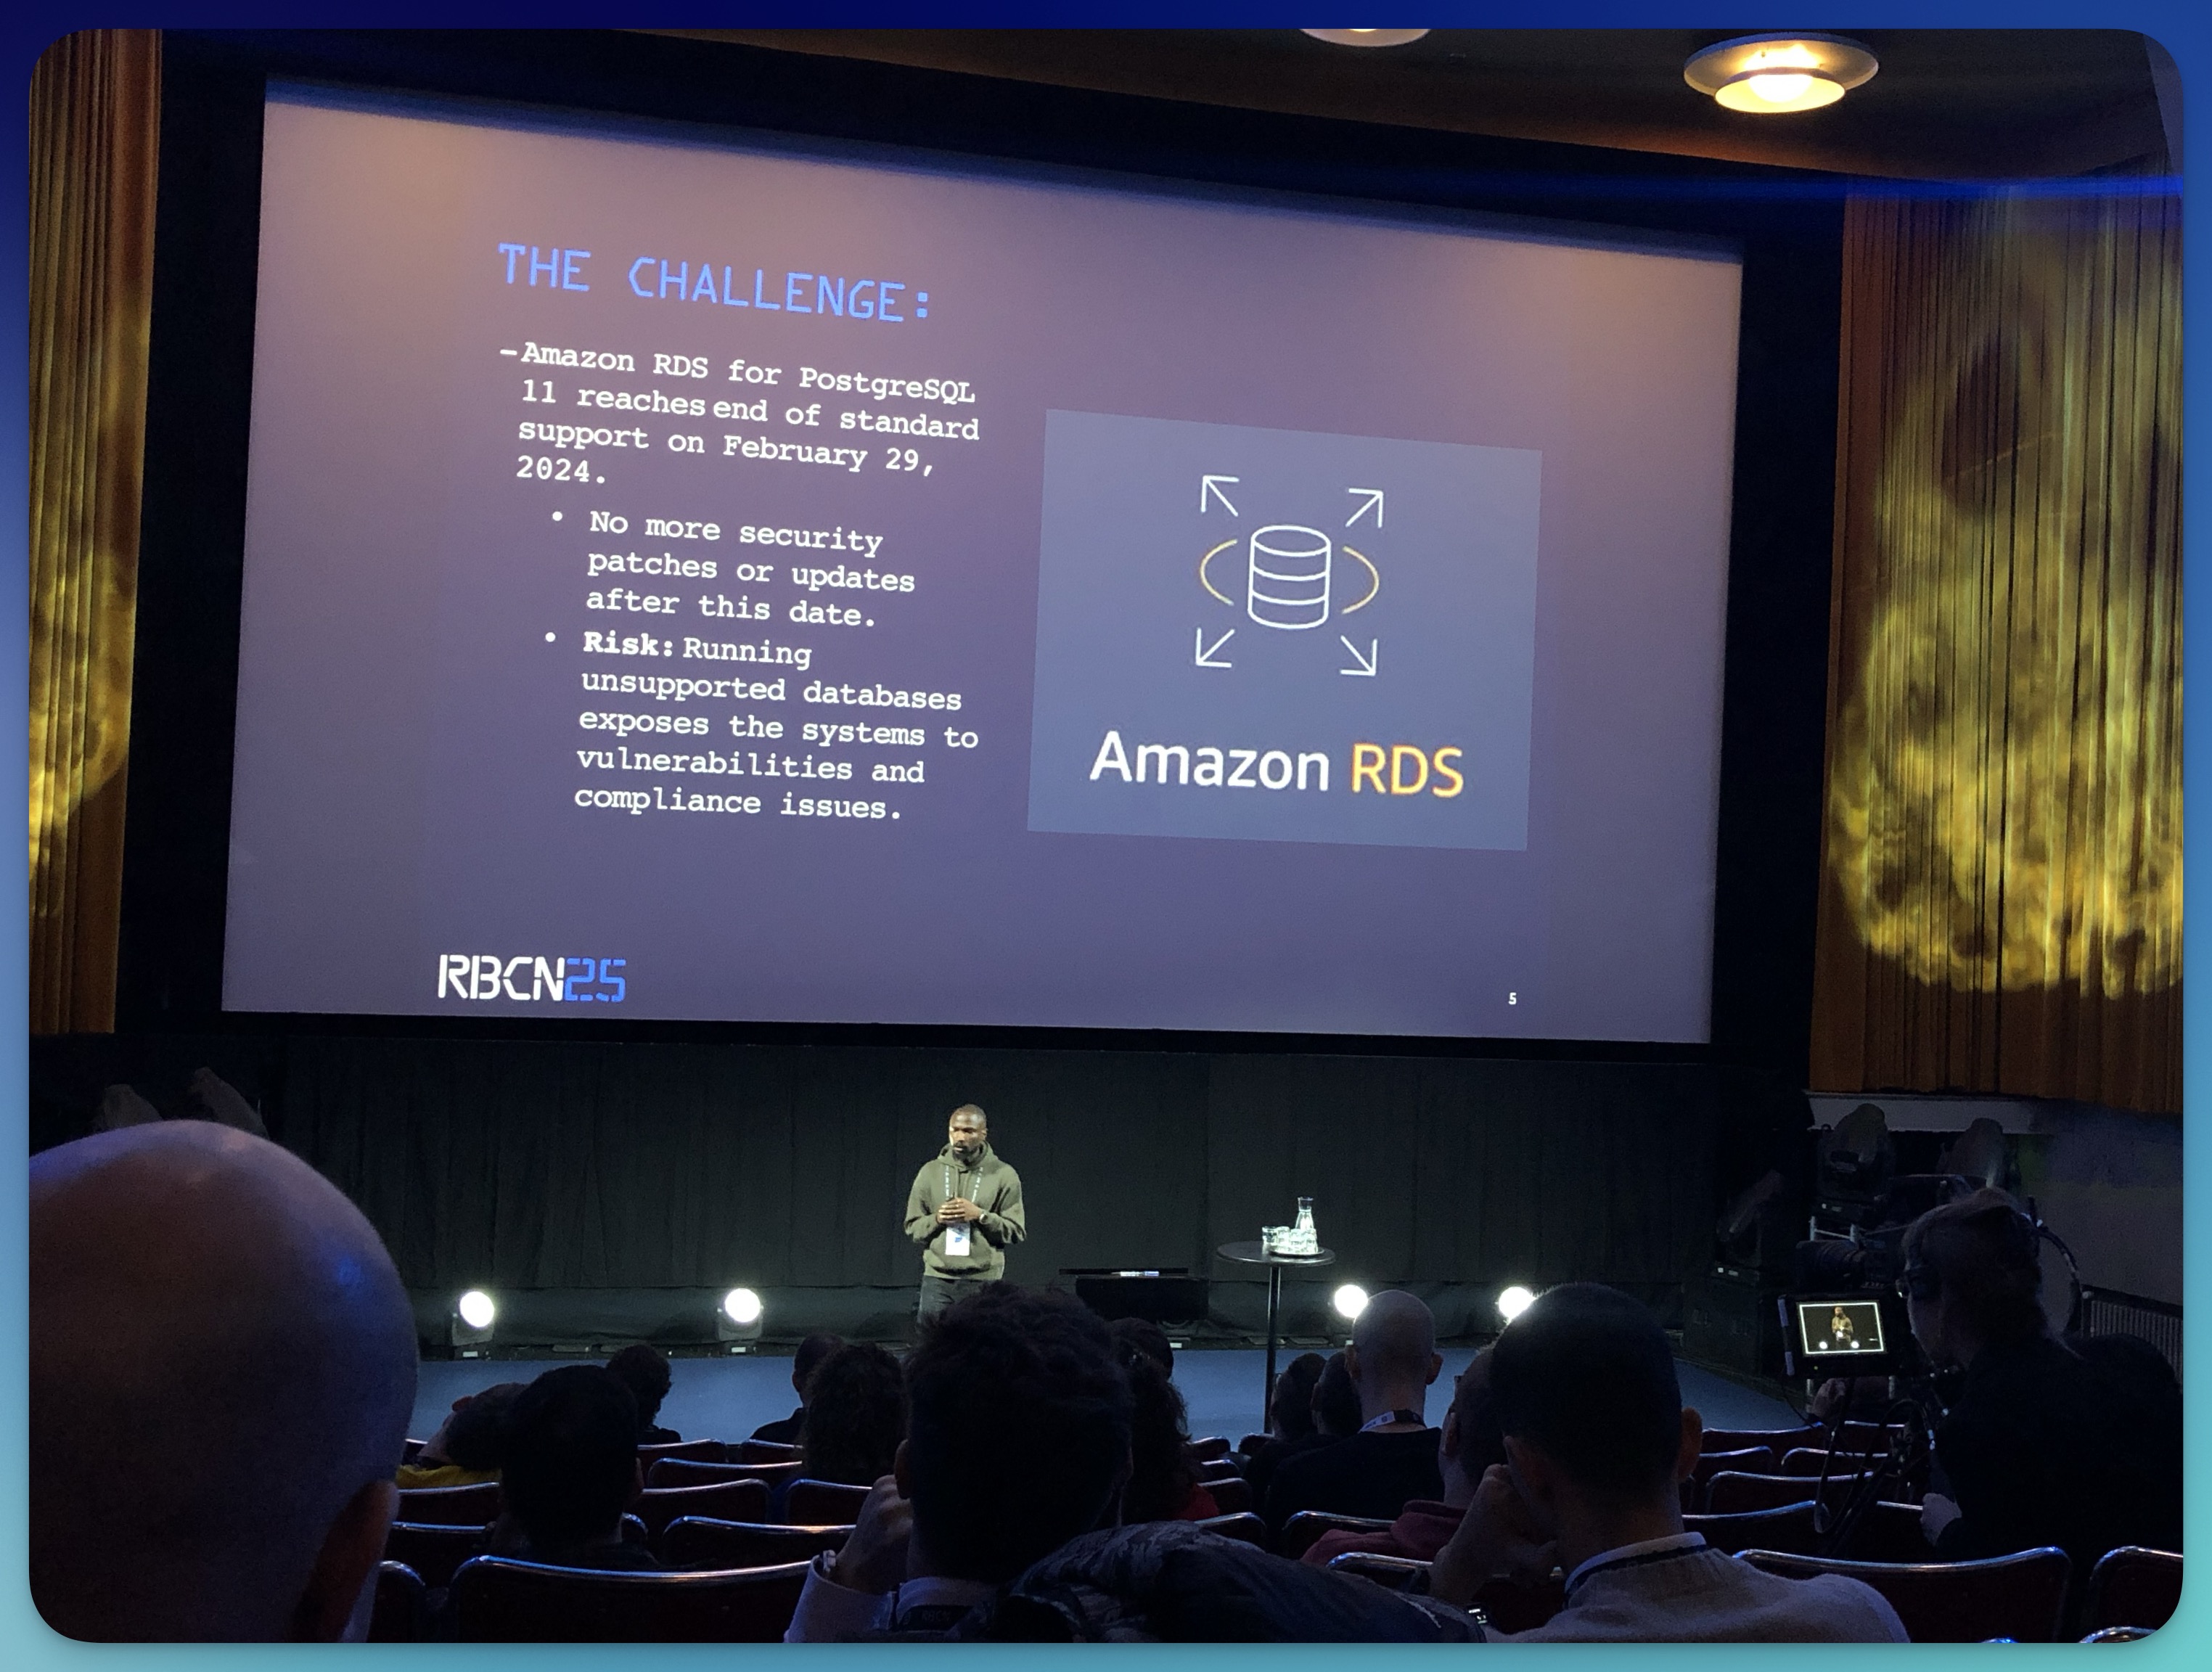 THE CHALLENGE:
–Amazon RDS for PostgreSQL
11 reaches end of standard
support on February 29,
2024.
• No more security
patches or updates
after this date.
• Risk: Running
unsupported databases
exposes the systems to
vulnerabilities and
compliance issues.
Amazon RDS
RBCN25
5